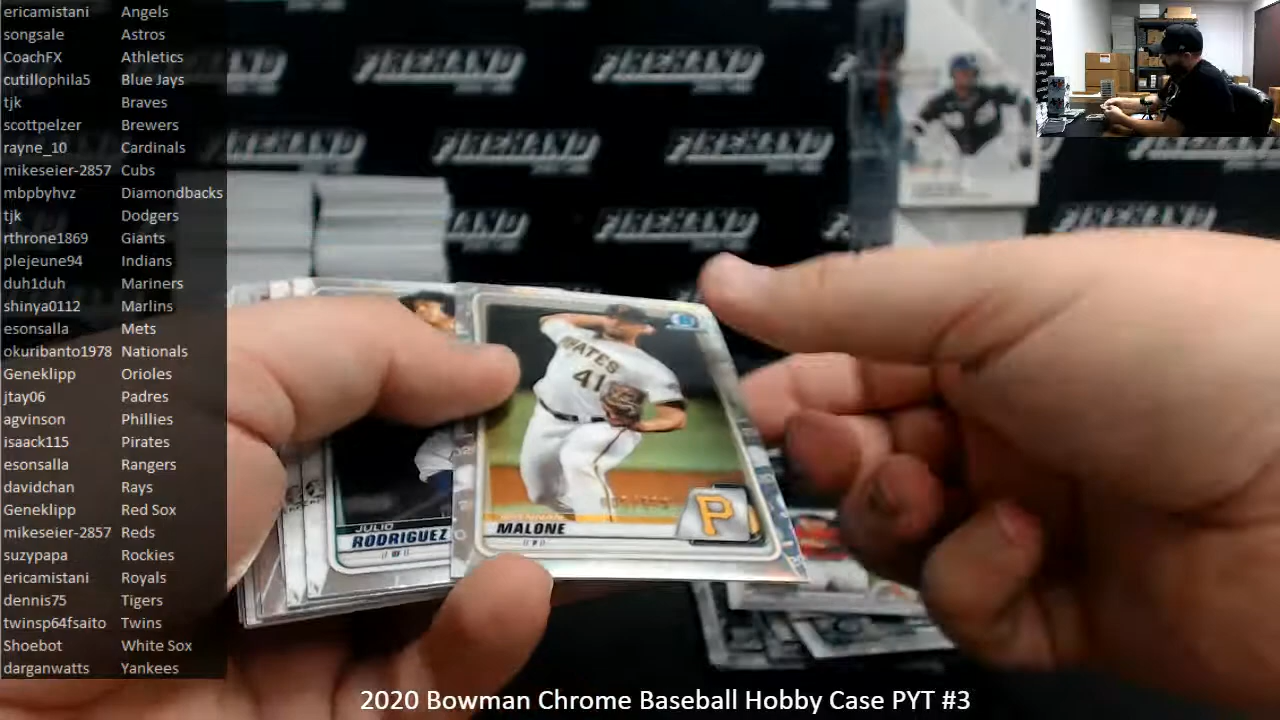 ericamistani Angels
songsale Astros
CoachFX Athletics
cutillophila5 Blue Jays
tjk Braves
scottpelzer Brewers
rayne_10 Cardinals
mikeseier-2857 Cubs
mbpbyhvz Diamondbacks
tjk Dodgers
rthrone1869 Giants
plejeune94 Indians
duh1duh Mariners
shinya0112 Marlins
esonsalla Mets
okuribanto1978 Nationals
Geneklipp Orioles
jtay06 Padres
agvinson Phillies
isaack115 Pirates
esonsalla Rangers
davidchan Rays
Geneklipp Red Sox
mikeseier-2857 Reds
suzypapa Rockies
ericamistani Royals
dennis75 Tigers
twinsp64fsaito Twins
Shoebot White Sox
darganwatts Yankees
FIREHAND FIREHAND
FIREHAND FIREHAND FIREHAND
FIREHAND FIREHAND
PIRATES
41
P
MALONE
JULIO
RODRIGUEZ
2020 Bowman Chrome Baseball Hobby Case PYT #3